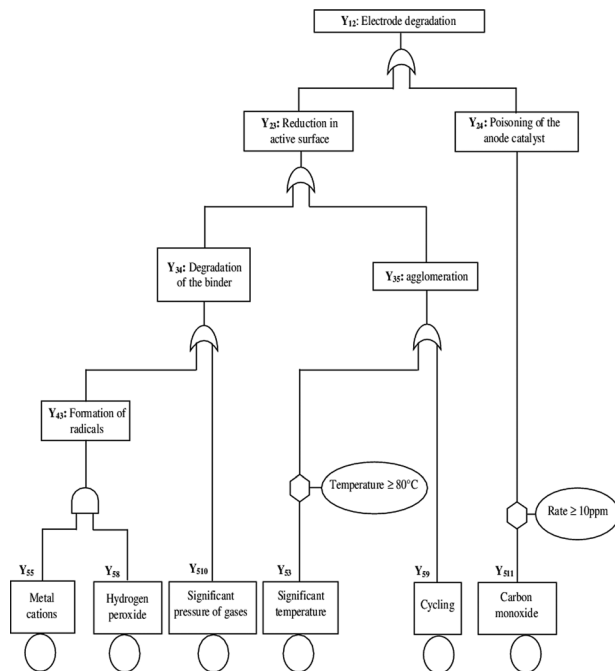 Y12: Electrode degradation
Y23: Reduction in
active surface
Y24: Poisoning of the
anode catalyst
Y34: Degradation
of the binder
Y35: agglomeration
Y43: Formation of
radicals
Temperature ≥ 80°C
Rate ≥ 10ppm
Y55
Metal
cations
Y58
Hydrogen
peroxide
Y510
Significant
pressure of gases
Y53
Significant
temperature
Y59
Cycling
Y511
Carbon
monoxide